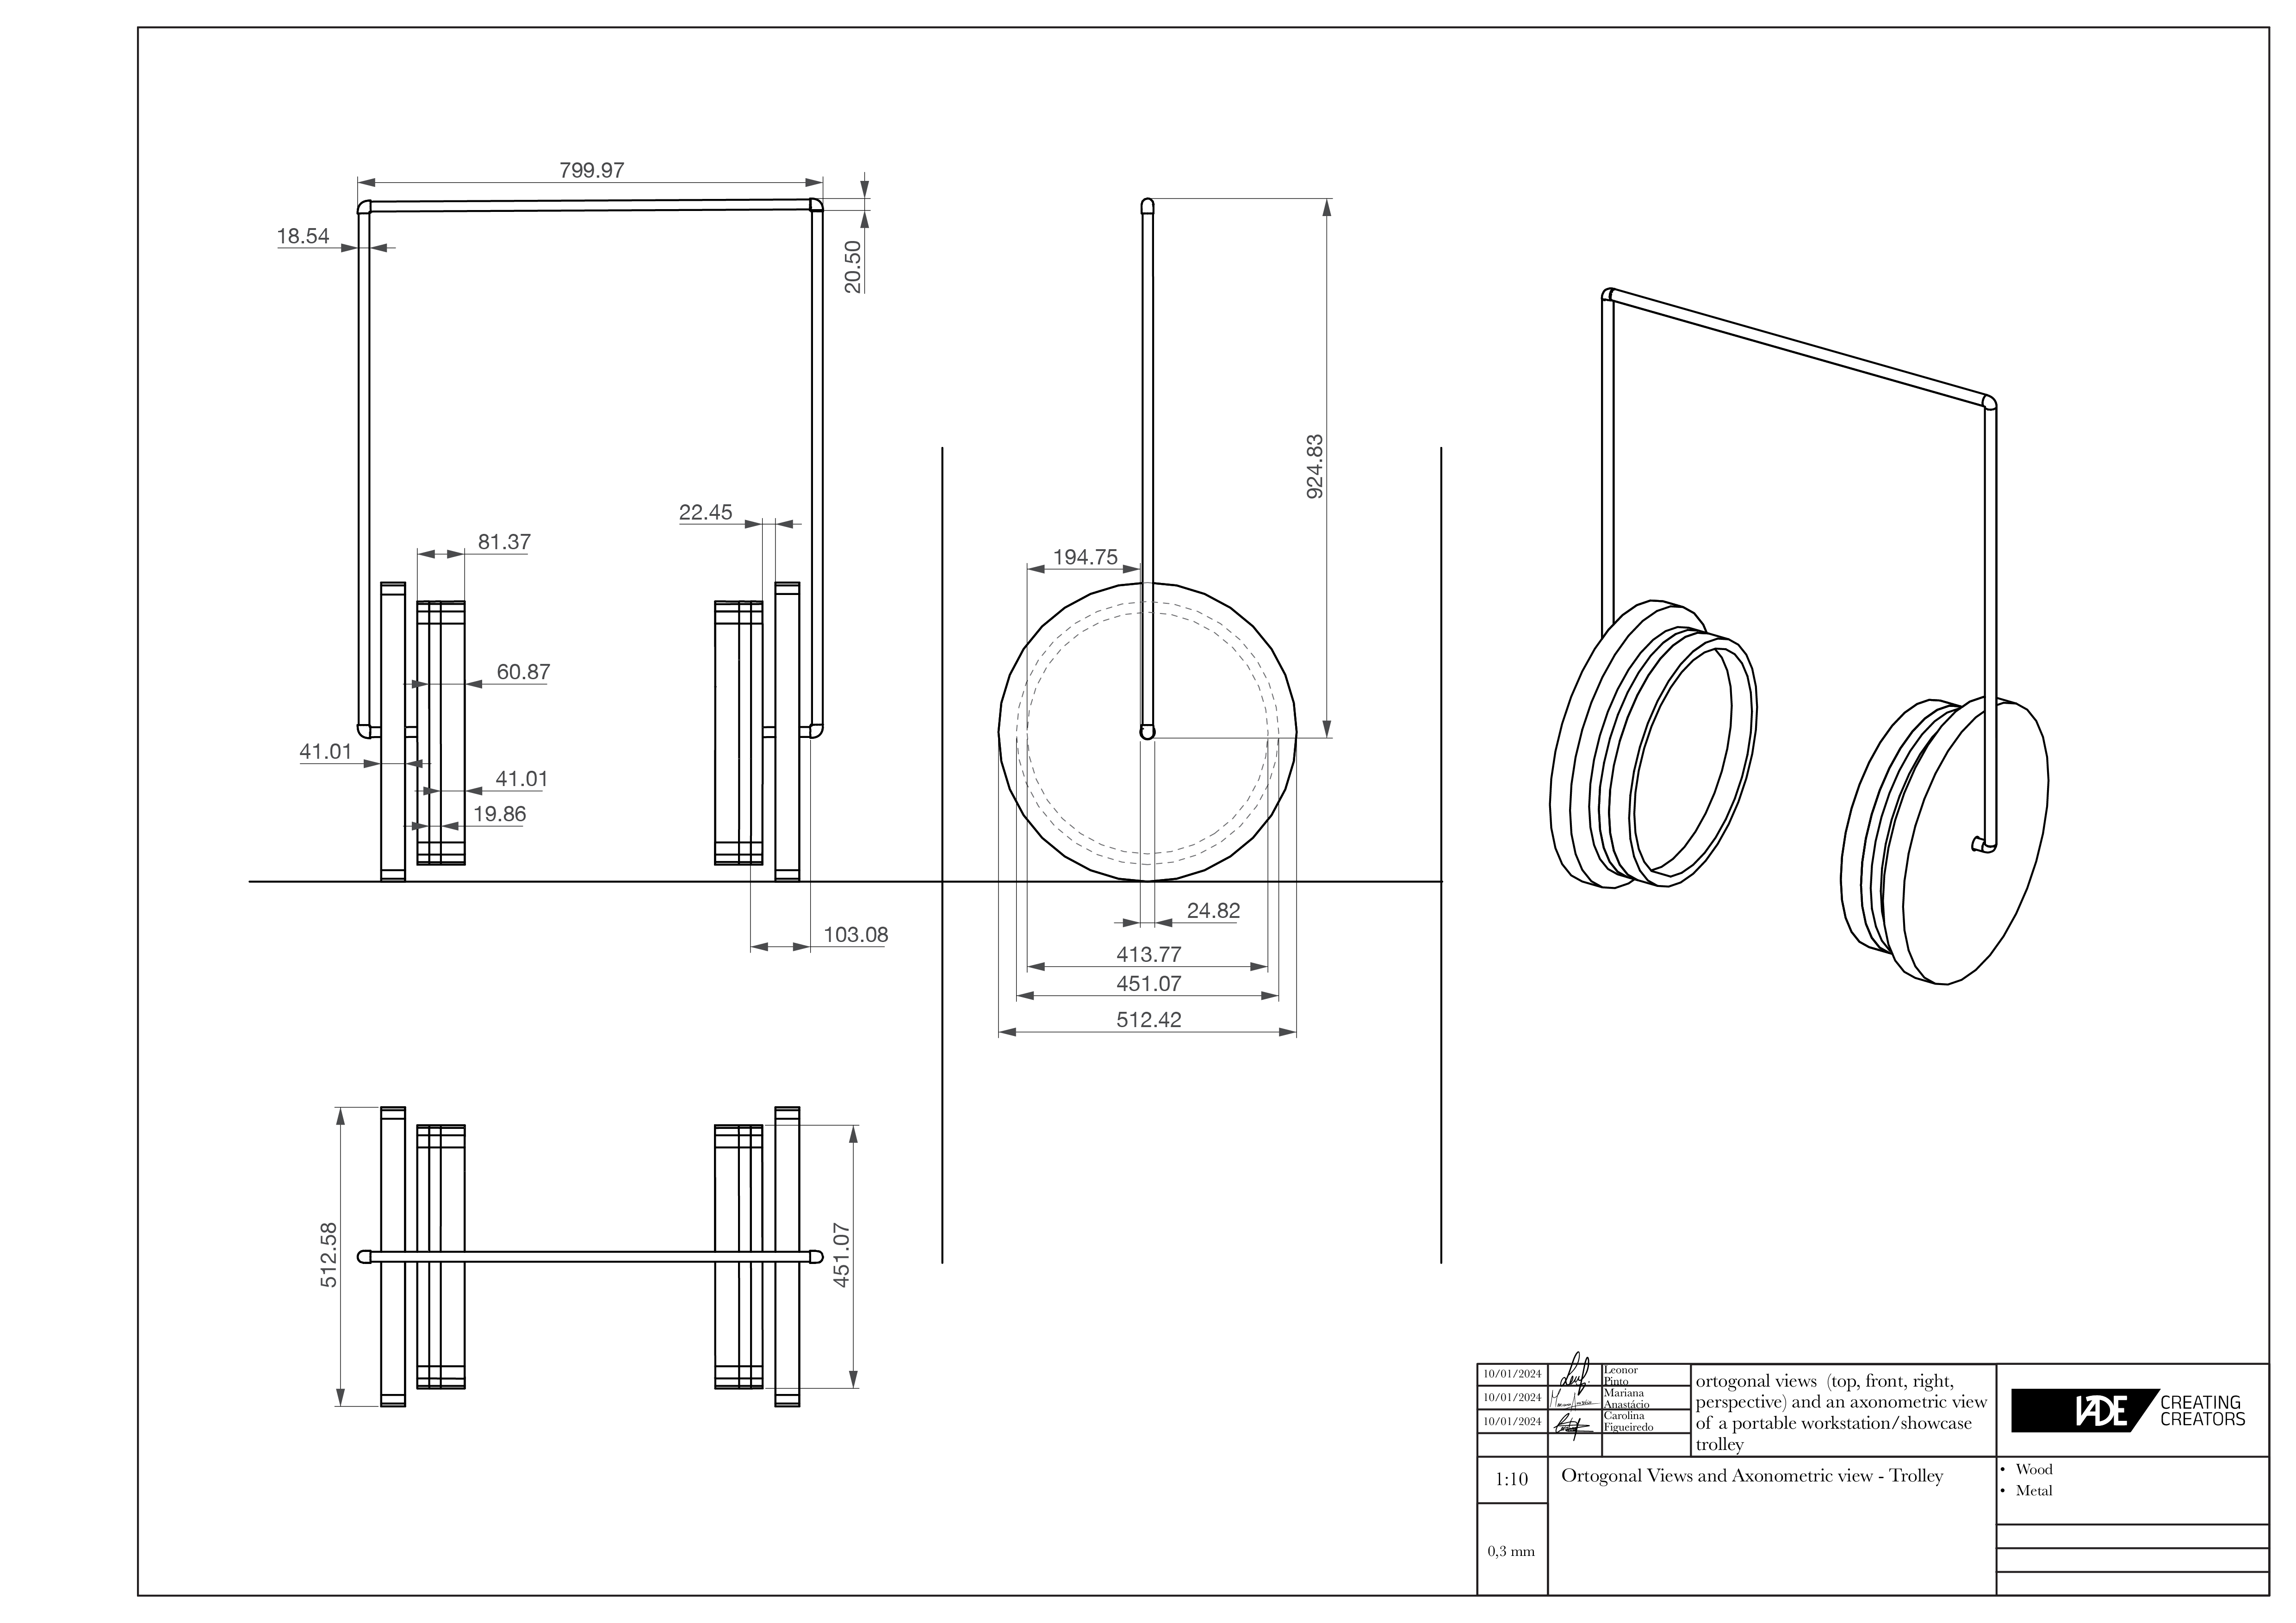 799.97
18.54
20.50
22.45
81.37
60.87
41.01
41.01
19.86
103.08
924.83
194.75
24.82
413.77
451.07
512.42
512.58
451.07
10/01/2024
Leonor
Pinto
10/01/2024
Mariana
Anastácio
10/01/2024
Carolina
Figueiredo
ortogonal views (top, front, right,
perspective) and an axonometric view
of a portable workstation/showcase
trolley
IADE
CREATING
CREATORS
1:10
Ortogonal Views and Axonometric view - Trolley
• Wood
• Metal
0,3 mm